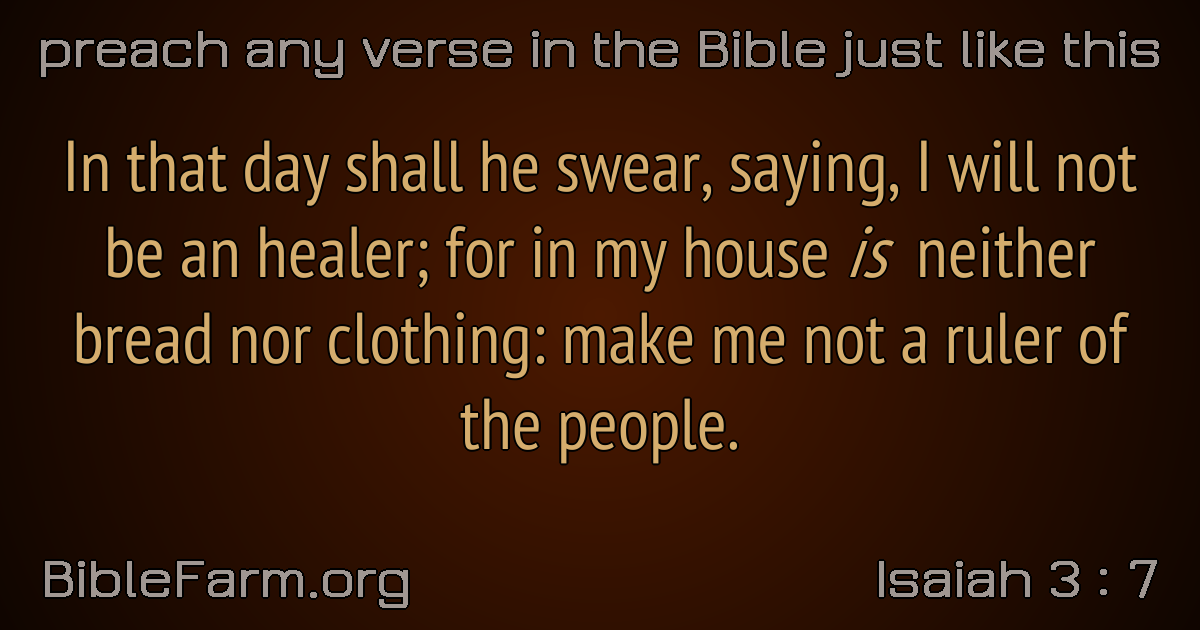 preach any verse in the Bible just like this
In that day shall he swear, saying, I will not
be an healer; for in my house is neither
bread nor clothing: make me not a ruler of
the people.
BibleFarm.org
Isaiah 3 : 7